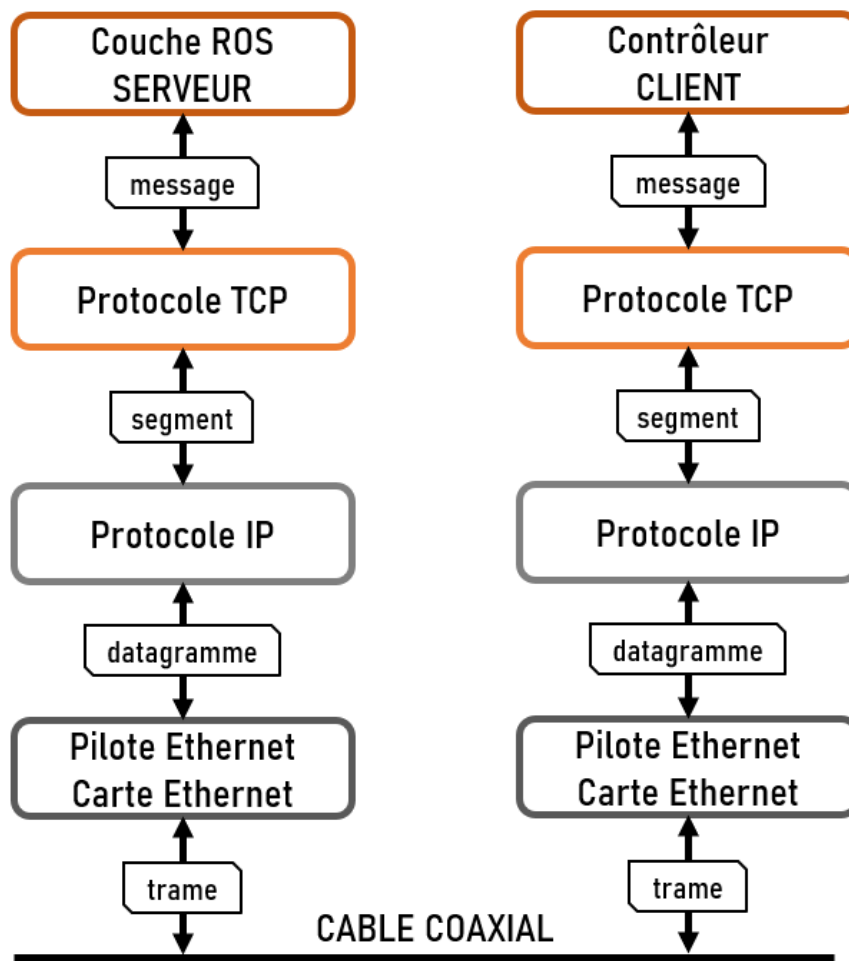 Couche ROS
SERVEUR
message
Protocole TCP
segment
Protocole IP
datagramme
Pilote Ethernet
Carte Ethernet
trame
Contrôleur
CLIENT
message
Protocole TCP
segment
Protocole IP
datagramme
Pilote Ethernet
Carte Ethernet
trame
CABLE COAXIAL